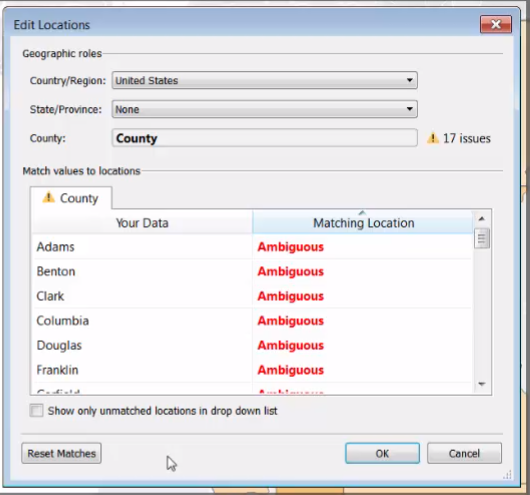 Edit Locations
Geographic roles
Country/Region: United States
State/Province: None
County: County 17 issues
Match values to locations
County
Your Data Matching Location
Adams Ambiguous
Benton Ambiguous
Clark Ambiguous
Columbia Ambiguous
Douglas Ambiguous
Franklin Ambiguous
Garfield Ambiguous
Show only unmatched locations in drop down list
Reset Matches OK Cancel